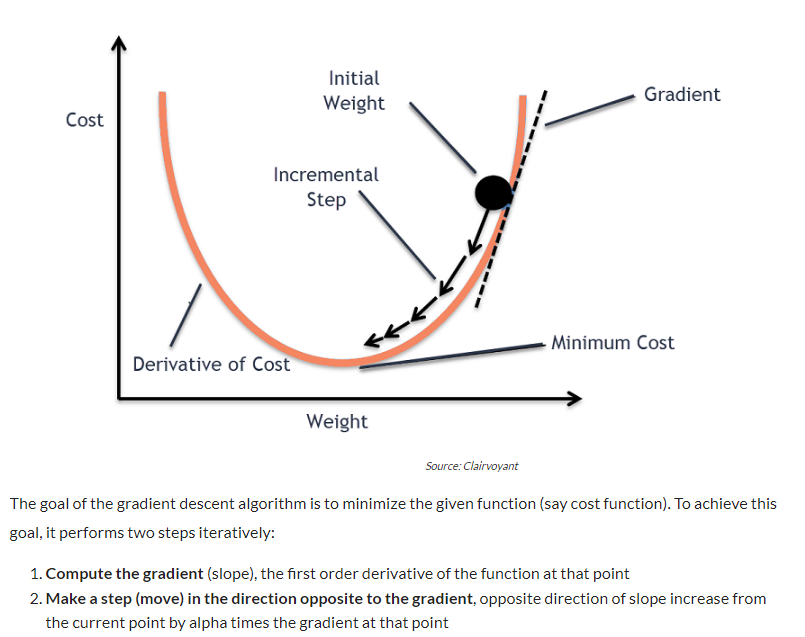 Initial
Weight
Gradient
Cost
Incremental
Step
Minimum Cost
Derivative of Cost
Weight
Source: Clairvoyant
The goal of the gradient descent algorithm is to minimize the given function (say cost function). To achieve this
goal, it performs two steps iteratively:
1. Compute the gradient (slope), the first order derivative of the function at that point
2. Make a step (move) in the direction opposite to the gradient, opposite direction of slope increase from
the current point by alpha times the gradient at that point